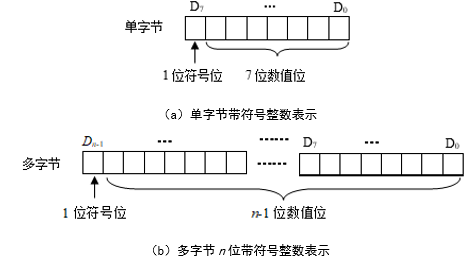 D7 ··· D0
单字节
1位符号位 7位数值位
（a）单字节带符号整数表示
Dn-1 ··· ······ D7 ··· D0
多字节 ······
1位符号位 n-1位数值位
（b）多字节n位带符号整数表示